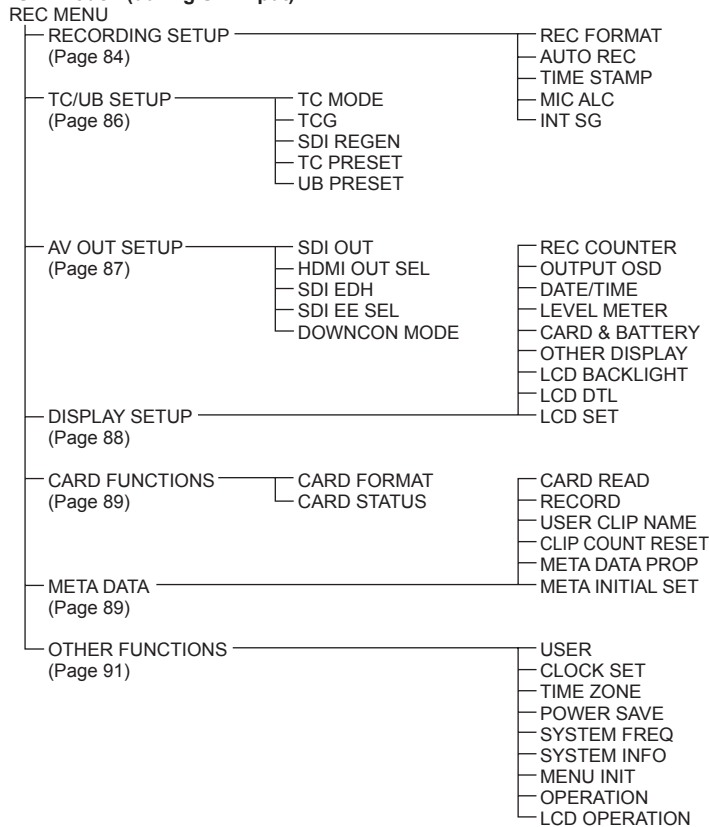 REC MENU
RECORDING SETUP
(Page 84)
REC FORMAT
AUTO REC
TIME STAMP
MIC ALC
INT SG
TC/UB SETUP
(Page 86)
TC MODE
TCG
SDI REGEN
TC PRESET
UB PRESET
AV OUT SETUP
(Page 87)
SDI OUT
HDMI OUT SEL
SDI EDH
SDI EE SEL
DOWNCON MODE
DISPLAY SETUP
(Page 88)
REC COUNTER
OUTPUT OSD
DATE/TIME
LEVEL METER
CARD & BATTERY
OTHER DISPLAY
LCD BACKLIGHT
LCD DTL
LCD SET
CARD FUNCTIONS
(Page 89)
CARD FORMAT
CARD STATUS
META DATA
(Page 89)
CARD READ
RECORD
USER CLIP NAME
CLIP COUNT RESET
META DATA PROP
META INITIAL SET
OTHER FUNCTIONS
(Page 91)
USER
CLOCK SET
TIME ZONE
POWER SAVE
SYSTEM FREQ
SYSTEM INFO
MENU INIT
OPERATION
LCD OPERATION